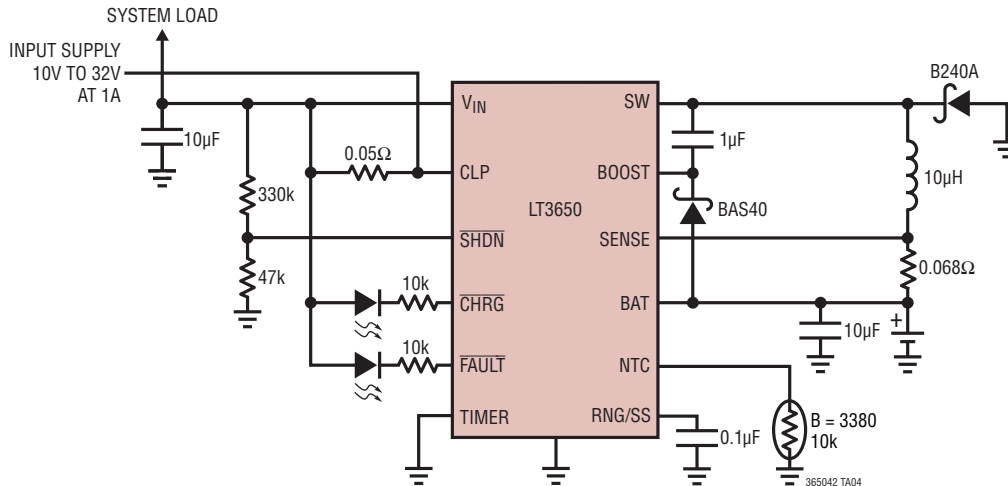 SYSTEM LOAD
INPUT SUPPLY
10V TO 32V
AT 1A
10µF
330k
47k
0.05Ω
10k
10k
VIN
CLP
SHDN
CHRG
FAULT
TIMER
LT3650
SW
BOOST
SENSE
BAT
NTC
RNG/SS
1µF
BAS40
B240A
10µH
0.068Ω
+
10µF
0.1µF
B = 3380
10k
365042 TA04